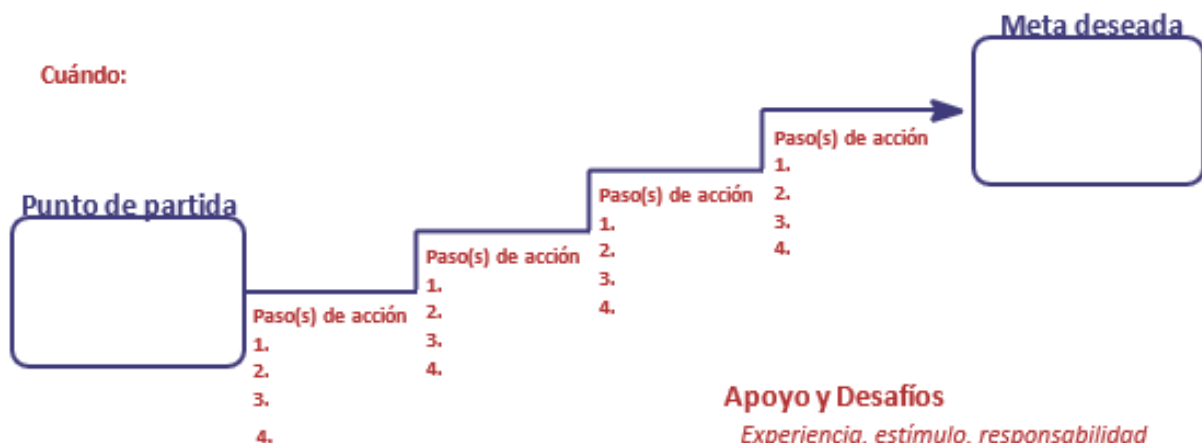 Meta deseada
Cuándo:
Punto de partida
Paso(s) de acción
1.
2.
3.
4.
Paso(s) de acción
1.
2.
3.
4.
Paso(s) de acción
1.
2.
3.
4.
Paso(s) de acción
1.
2.
3.
4.
Apoyo y Desafíos
Experiencia, estímulo, responsabilidad